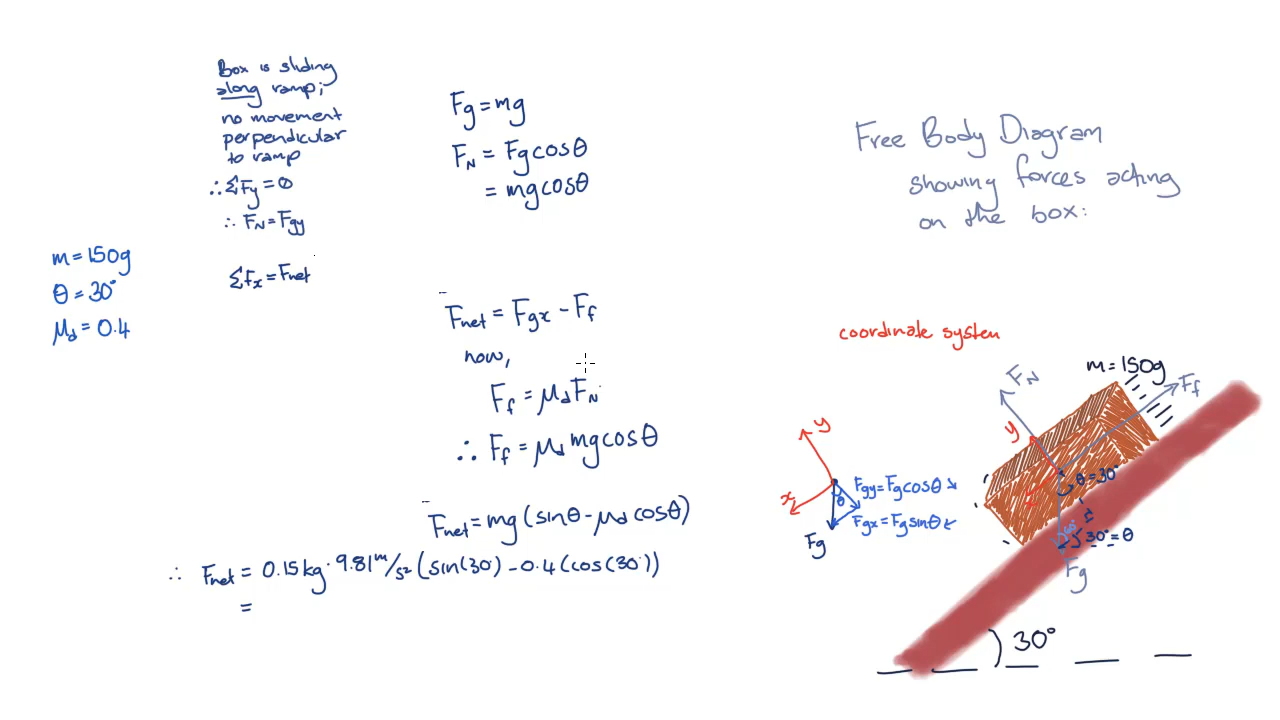 Box is sliding
along ramp;
no movement
perpendicular
to ramp
∴ΣFy=0
∴ FN=Fgy
ΣFx=Fnet
m=150g
θ=30°
μd=0.4
Fg=mg
FN = Fgcosθ
= mgcosθ
Fnet = Fgx - Ff
now,
Ff = μdFN
∴ Ff = μd mgcosθ
Fnet=mg(sinθ-μd cosθ)
∴ Fnet = 0.15kg·9.81m/s²(sin(30°)-0.4(cos(30°))
=
Free Body Diagram
showing forces acting
on the box:
coordinate system
m=150g
FN
Ff
y
y
x
θ
Fgy=Fgcosθ
Fgx=Fgsinθ
Fg
θ=30°
60°
30°=θ
Fg
30°